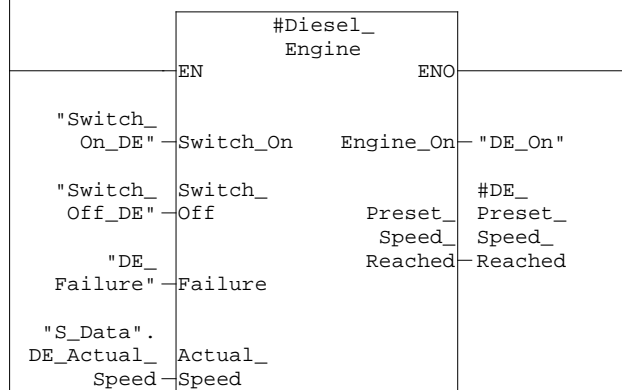 #Diesel_
Engine
EN ENO
"Switch_
On_DE" Switch_On Engine_On "DE_On"
"Switch_ Switch_ #DE_
Off_DE" Off Preset_ Preset_
Speed_ Speed_
"DE_ Reached Reached
Failure" Failure
"S_Data".
DE_Actual_ Actual_
Speed Speed